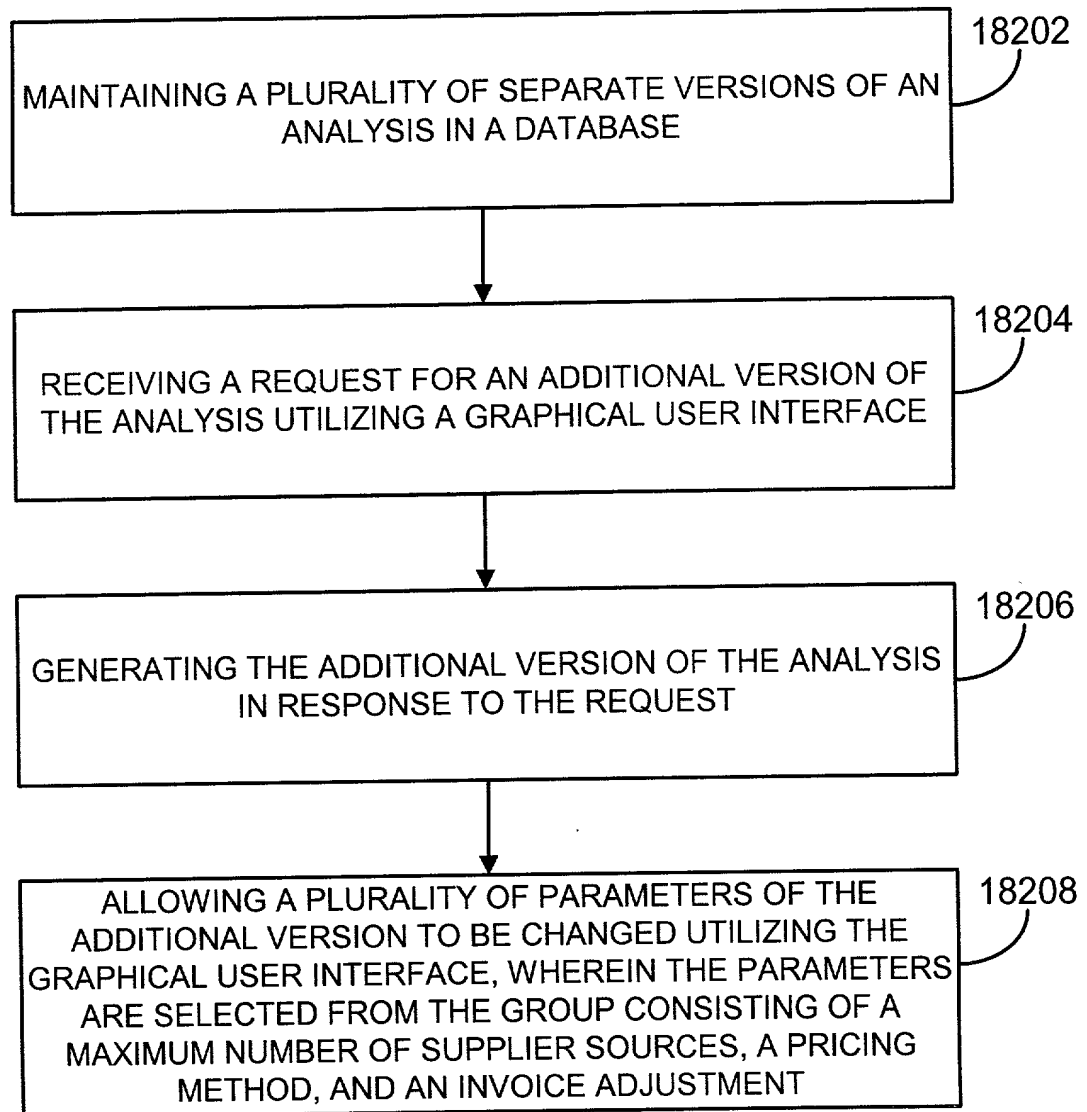 18202
MAINTAINING A PLURALITY OF SEPARATE VERSIONS OF AN
ANALYSIS IN A DATABASE
18204
RECEIVING A REQUEST FOR AN ADDITIONAL VERSION OF
THE ANALYSIS UTILIZING A GRAPHICAL USER INTERFACE
18206
GENERATING THE ADDITIONAL VERSION OF THE ANALYSIS
IN RESPONSE TO THE REQUEST
18208
ALLOWING A PLURALITY OF PARAMETERS OF THE
ADDITIONAL VERSION TO BE CHANGED UTILIZING THE
GRAPHICAL USER INTERFACE, WHEREIN THE PARAMETERS
ARE SELECTED FROM THE GROUP CONSISTING OF A
MAXIMUM NUMBER OF SUPPLIER SOURCES, A PRICING
METHOD, AND AN INVOICE ADJUSTMENT